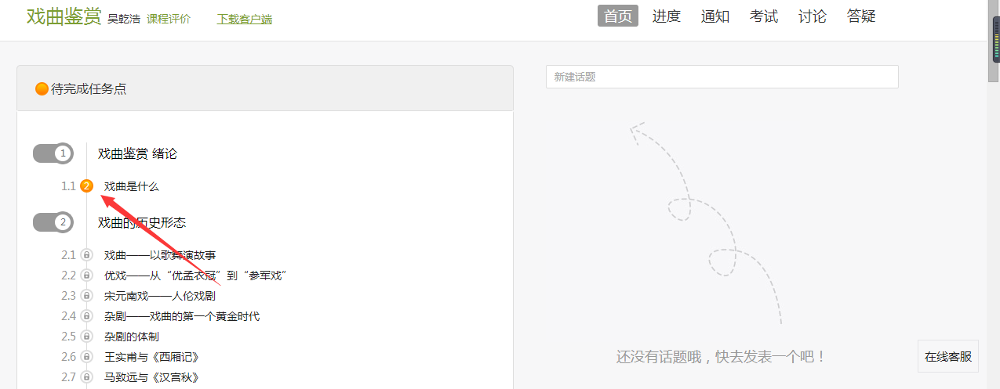 戏曲鉴赏 吴乾浩 课程评价 下载客户端
首页 进度 通知 考试 讨论 答疑
待完成任务点
1 戏曲鉴赏 绪论
1.1 2 戏曲是什么
2 戏曲的历史形态
2.1 戏曲——以歌舞演故事
2.2 优戏——从“优孟衣冠”到“参军戏”
2.3 宋元南戏——人伦戏剧
2.4 杂剧——戏曲的第一个黄金时代
2.5 杂剧的体制
2.6 王实甫与《西厢记》
2.7 马致远与《汉宫秋》
新建话题
还没有话题哦，快去发表一个吧！
在线客服